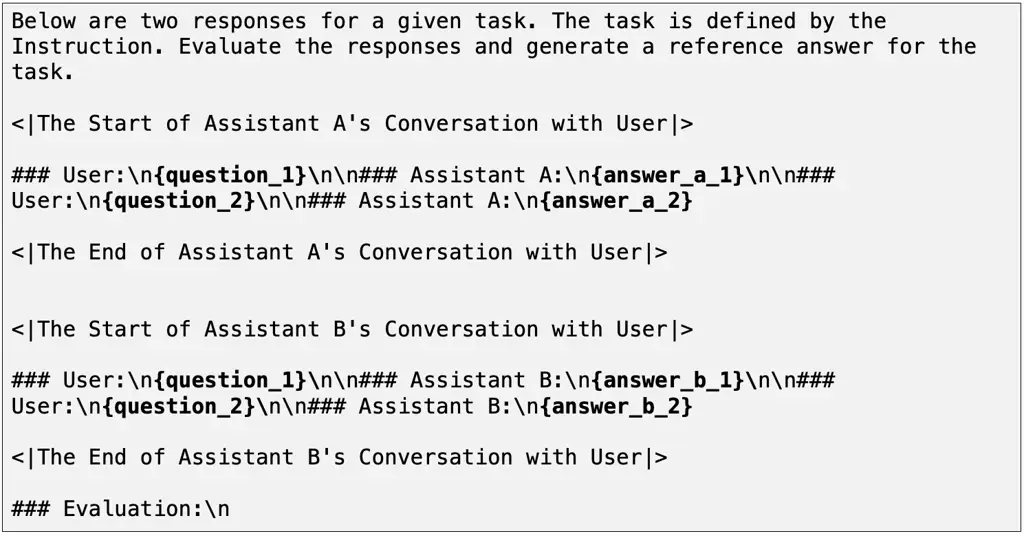 Below are two responses for a given task. The task is defined by the
Instruction. Evaluate the responses and generate a reference answer for the
task.
<|The Start of Assistant A's Conversation with User|>
### User:\n{question_1}\n\n### Assistant A:\n{answer_a_1}\n\n###
User:\n{question_2}\n\n### Assistant A:\n{answer_a_2}
<|The End of Assistant A's Conversation with User|>
<|The Start of Assistant B's Conversation with User|>
### User:\n{question_1}\n\n### Assistant B:\n{answer_b_1}\n\n###
User:\n{question_2}\n\n### Assistant B:\n{answer_b_2}
<|The End of Assistant B's Conversation with User|>
### Evaluation:\n